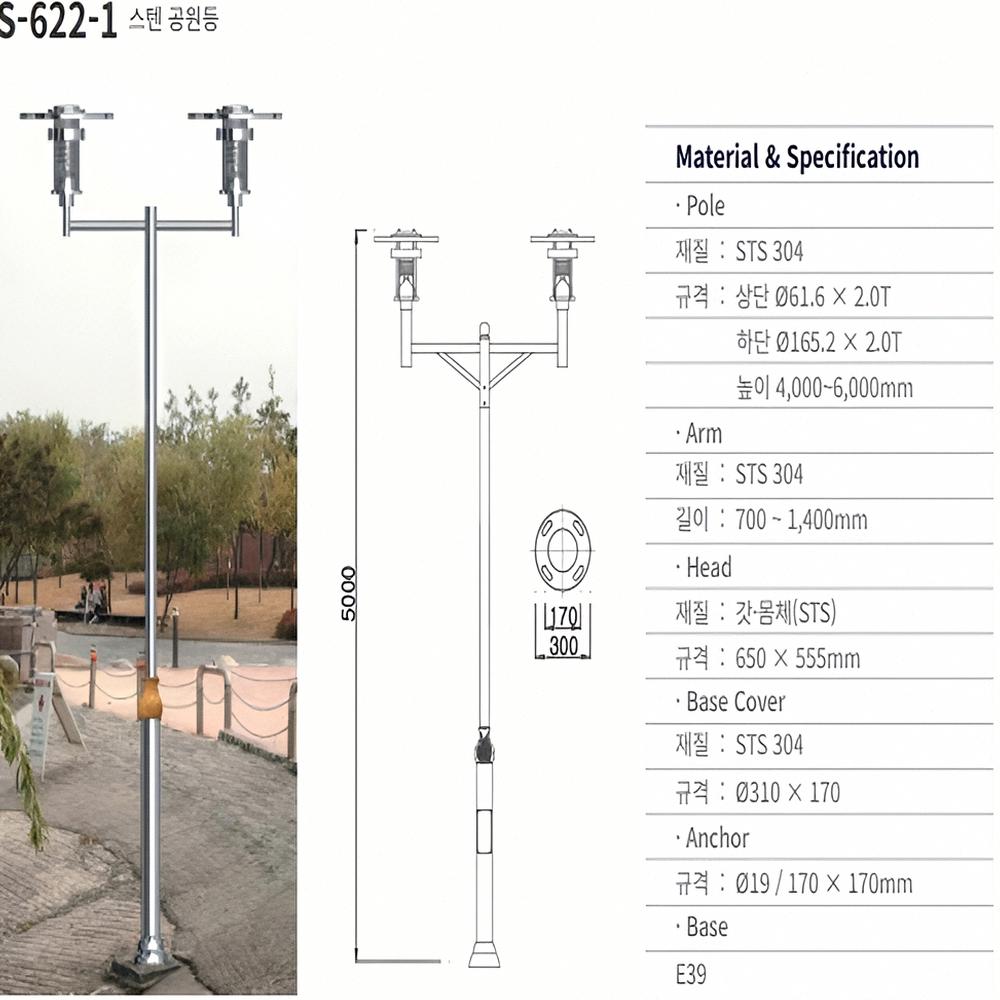 S-622-1 스텐 공원등
Material & Specification
· Pole
재질 : STS 304
규격 : 상단 Ø61.6 × 2.0T
하단 Ø165.2 × 2.0T
높이 4,000~6,000mm
· Arm
재질 : STS 304
길이 : 700 ~ 1,400mm
· Head
재질 : 갓·몸체(STS)
규격 : 650 × 555mm
· Base Cover
재질 : STS 304
규격 : Ø310 × 170
· Anchor
규격 : Ø19 / 170 × 170mm
· Base
E39
5000
170
300